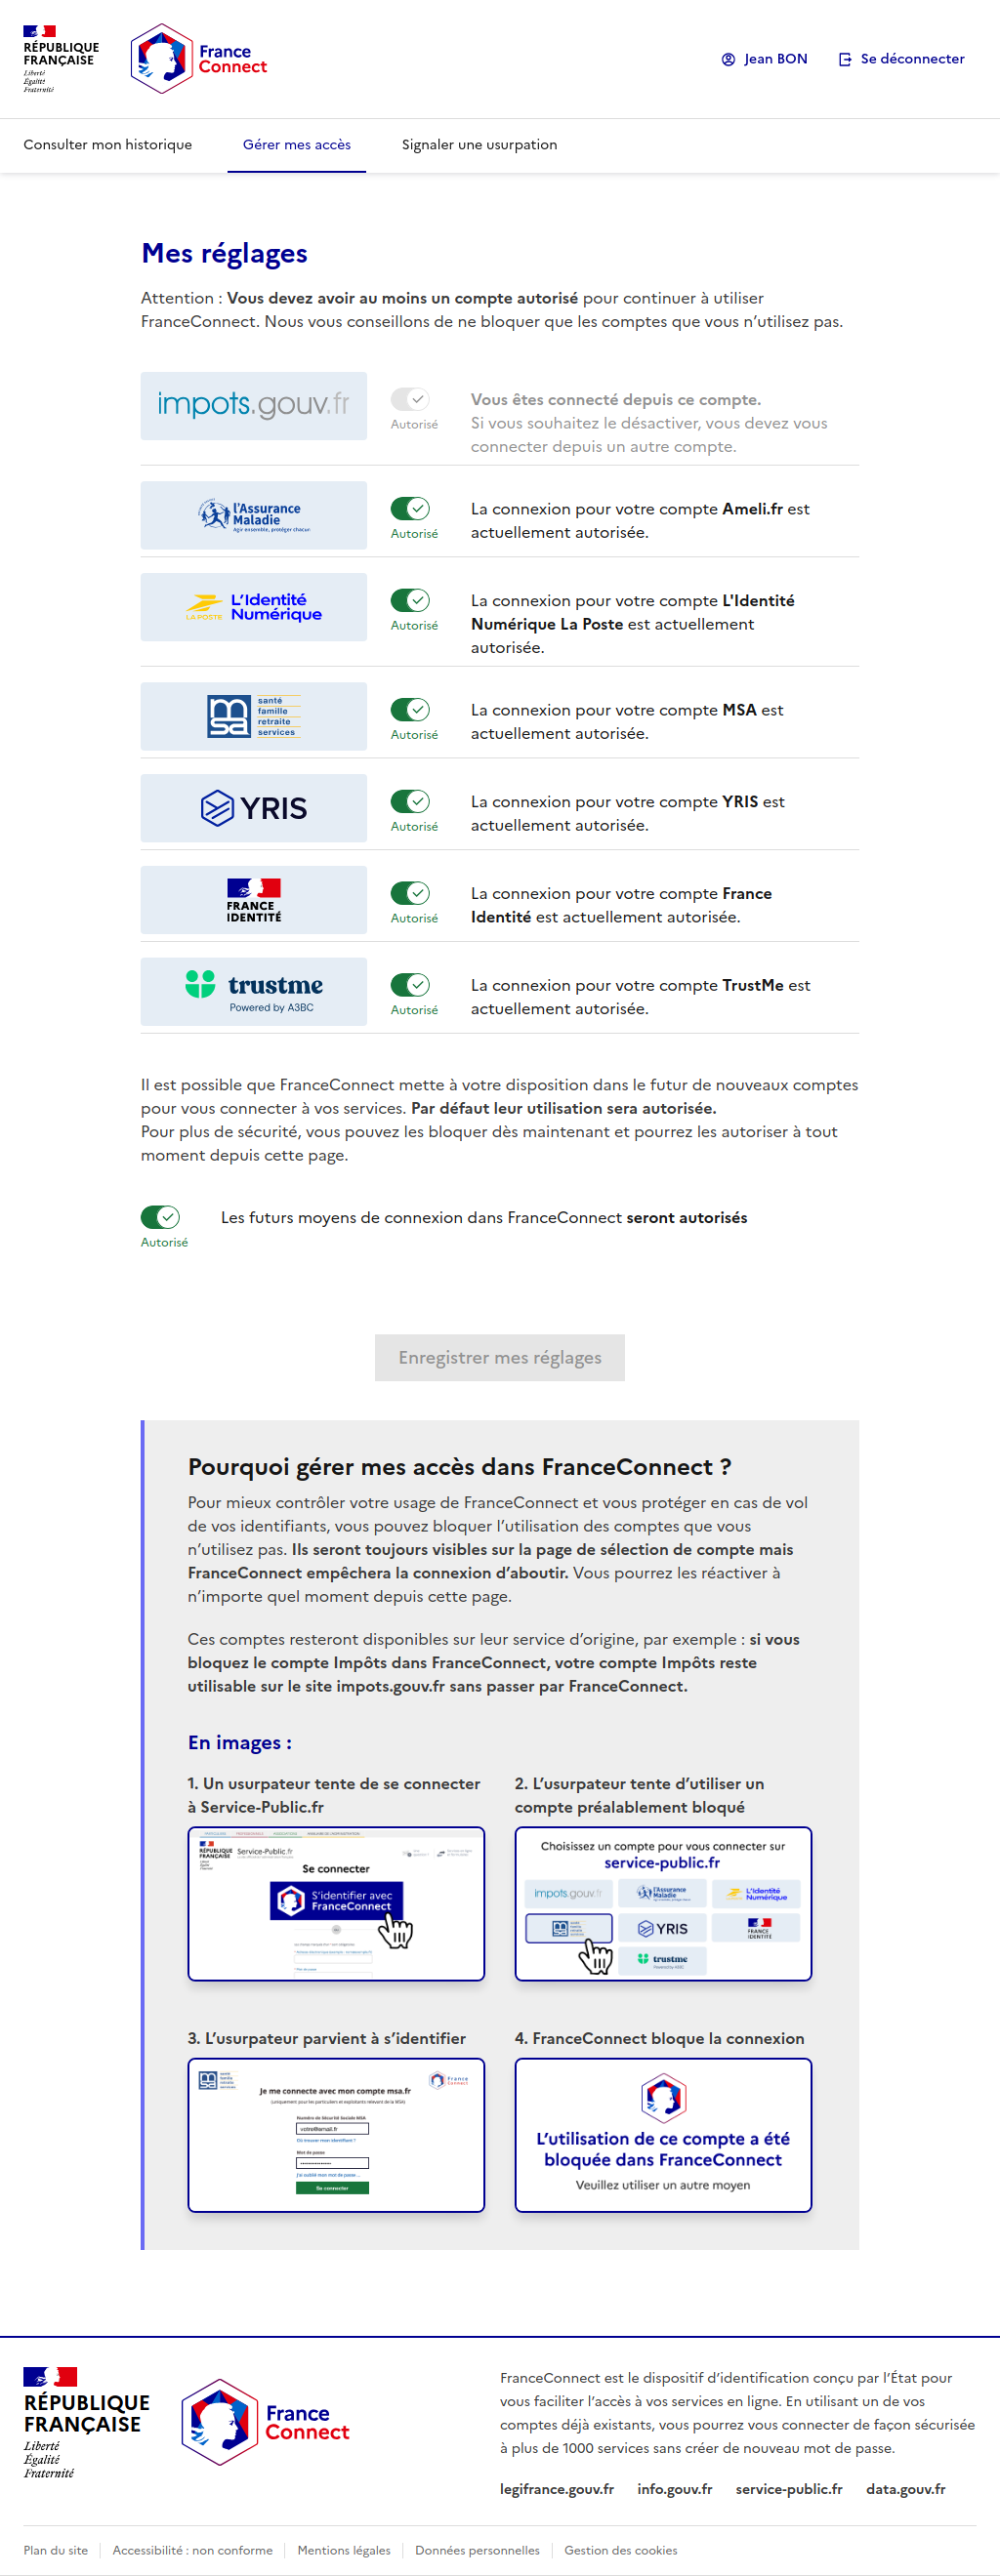 RÉPUBLIQUE
FRANÇAISE
Liberté
Égalité
Fraternité
France
Connect
Jean BON
Se déconnecter
Consulter mon historique
Gérer mes accès
Signaler une usurpation
Mes réglages
Attention : Vous devez avoir au moins un compte autorisé pour continuer à utiliser
FranceConnect. Nous vous conseillons de ne bloquer que les comptes que vous n’utilisez pas.
impots.gouv.fr
Autorisé
Vous êtes connecté depuis ce compte.
Si vous souhaitez le désactiver, vous devez vous
connecter depuis un autre compte.
l'Assurance
Maladie
Agir ensemble, protéger chacun
Autorisé
La connexion pour votre compte Ameli.fr est
actuellement autorisée.
LA POSTE
L'Identité
Numérique
Autorisé
La connexion pour votre compte L'Identité
Numérique La Poste est actuellement
autorisée.
msa
santé
famille
retraite
services
Autorisé
La connexion pour votre compte MSA est
actuellement autorisée.
YRIS
Autorisé
La connexion pour votre compte YRIS est
actuellement autorisée.
FRANCE
IDENTITÉ
Autorisé
La connexion pour votre compte France
Identité est actuellement autorisée.
trustme
Powered by A3BC
Autorisé
La connexion pour votre compte TrustMe est
actuellement autorisée.
Il est possible que FranceConnect mette à votre disposition dans le futur de nouveaux comptes
pour vous connecter à vos services. Par défaut leur utilisation sera autorisée.
Pour plus de sécurité, vous pouvez les bloquer dès maintenant et pourrez les autoriser à tout
moment depuis cette page.
Autorisé
Les futurs moyens de connexion dans FranceConnect seront autorisés
Enregistrer mes réglages
Pourquoi gérer mes accès dans FranceConnect ?
Pour mieux contrôler votre usage de FranceConnect et vous protéger en cas de vol
de vos identifiants, vous pouvez bloquer l’utilisation des comptes que vous
n’utilisez pas. Ils seront toujours visibles sur la page de sélection de compte mais
FranceConnect empêchera la connexion d’aboutir. Vous pourrez les réactiver à
n’importe quel moment depuis cette page.
Ces comptes resteront disponibles sur leur service d’origine, par exemple : si vous
bloquez le compte Impôts dans FranceConnect, votre compte Impôts reste
utilisable sur le site impots.gouv.fr sans passer par FranceConnect.
En images :
1. Un usurpateur tente de se connecter
à Service-Public.fr
RÉPUBLIQUE
FRANÇAISE
Service-Public.fr
Se connecter
S’identifier avec
FranceConnect
2. L’usurpateur tente d’utiliser un
compte préalablement bloqué
Choisissez un compte pour vous connecter sur
service-public.fr
impots.gouv.fr
l'Assurance
Maladie
L'Identité
Numérique
YRIS
FRANCE
IDENTITÉ
trustme
Powered by A3BC
3. L’usurpateur parvient à s’identifier
France
Connect
Je me connecte avec mon compte msa.fr
Numéro de Sécurité Sociale MSA
votre@email.fr
Mot de passe
Se connecter
4. FranceConnect bloque la connexion
L’utilisation de ce compte a été
bloquée dans FranceConnect
Veuillez utiliser un autre moyen
RÉPUBLIQUE
FRANÇAISE
Liberté
Égalité
Fraternité
France
Connect
FranceConnect est le dispositif d’identification conçu par l’État pour
vous faciliter l’accès à vos services en ligne. En utilisant un de vos
comptes déjà existants, vous pourrez vous connecter de façon sécurisée
à plus de 1000 services sans créer de nouveau mot de passe.
legifrance.gouv.fr
info.gouv.fr
service-public.fr
data.gouv.fr
Plan du site
Accessibilité : non conforme
Mentions légales
Données personnelles
Gestion des cookies